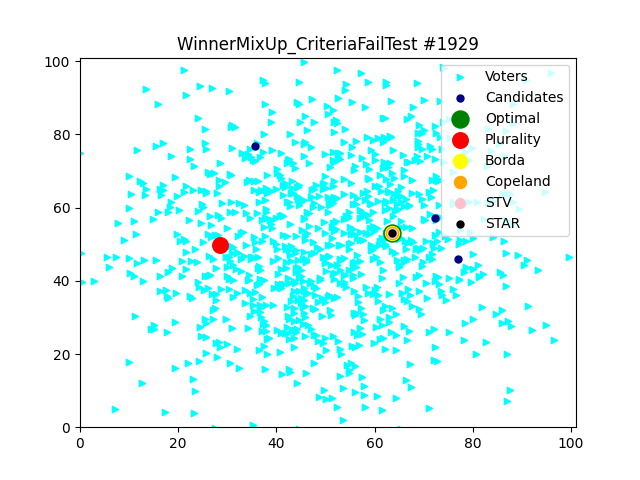 WinnerMixUp_CriteriaFailTest #1929
100
80
60
40
20
0
0
20
40
60
80
100
Voters
Candidates
Optimal
Plurality
Borda
Copeland
STV
STAR